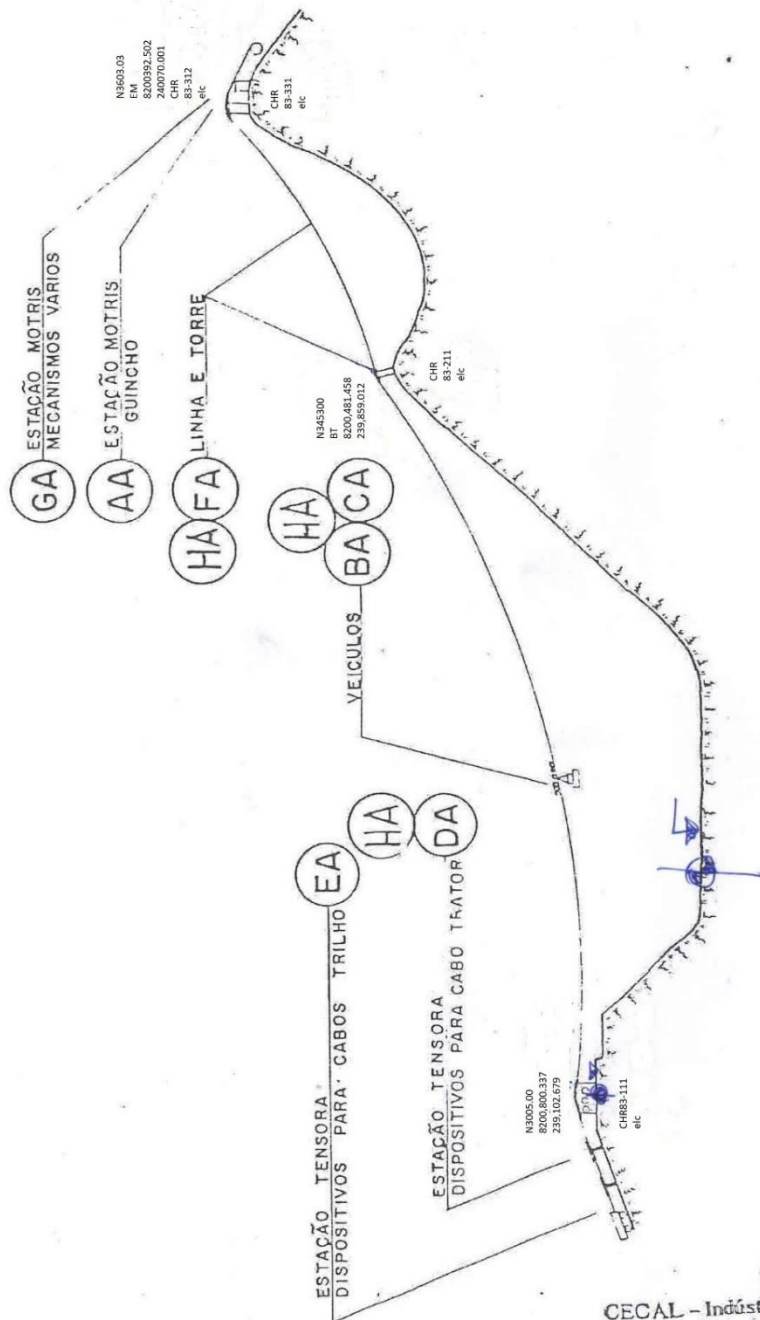 GA
ESTAÇÃO MOTRIS
MECANISMOS VARIOS
AA
ESTAÇÃO MOTRIS
GUINCHO
HA
FA
LINHA E TORRE
HA
BA
CA
VEICULOS
EA
HA
DA
ESTAÇÃO TENSORA
DISPOSITIVOS PARA CABOS TRILHO
ESTAÇÃO TENSORA
DISPOSITIVOS PARA CABO TRATOR
N3603.03
EM
8200392.502
240070.001
CHR
83-312
elc
CHR
83-331
elc
N345300
BT
8200,481.458
239,859.012
CHR
83-211
elc
N3005.00
8200,800.337
239,102.679
CHR83-111
elc
CECAL - Indúst